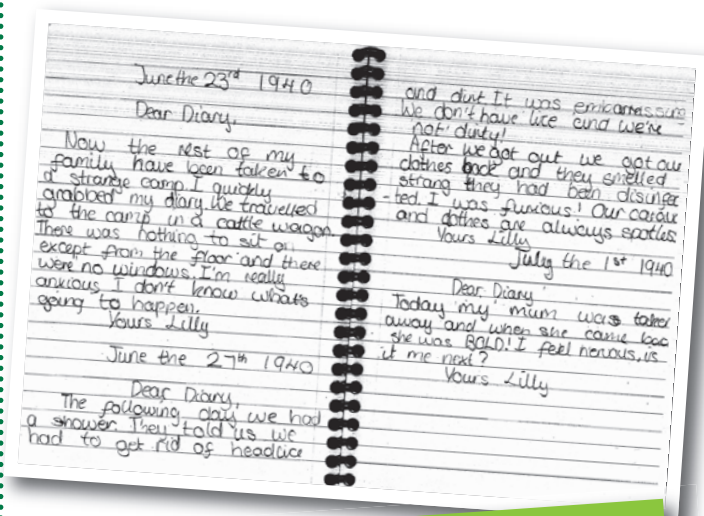 June the 23rd 1940
Dear Diary,
Now the rest of my
family have been taken to
a strange camp. I quickly
grabbed my diary. We travelled
to the camp in a cattle wagon.
There was nothing to sit on
except from the floor and there
were no windows. I'm really
anxious I don't know what's
going to happen.
Yours Lilly
June the 27th 1940
Dear Diary,
The following day we had
a shower. They told us we
had to get rid of headlice
and dirt It was embarrassing
We don't have lice and we're
not dirty!
After we got out we got our
clothes back and they smelled
strang they had been disinfec
-ted. I was furious! Our
and clothes are always spotles
Yours Lilly
July the 1st 1940
Dear Diary
Today my mum was taken
away and when she came bac
she was BOLD! I feel nervous, is
it me next?
Yours Lilly